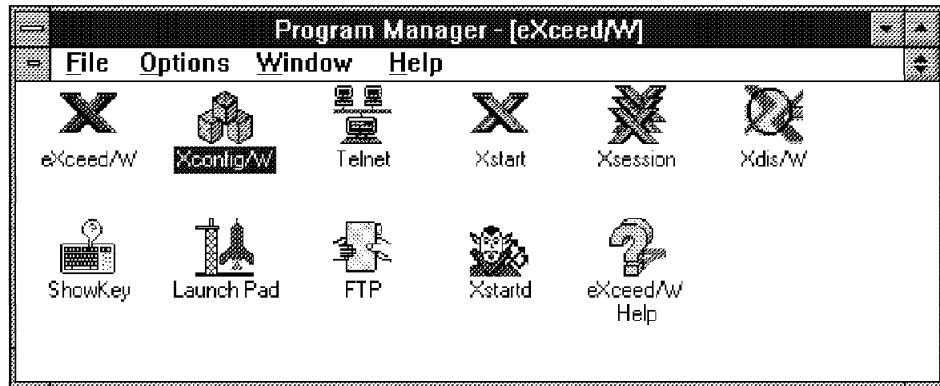 Program Manager - [eXceed/W]
File Options Window Help
eXceed/W Xconfig/W Telnet Xstart Xsession Xdis/W
ShowKey Launch Pad FTP Xstartd eXceed/W
Help